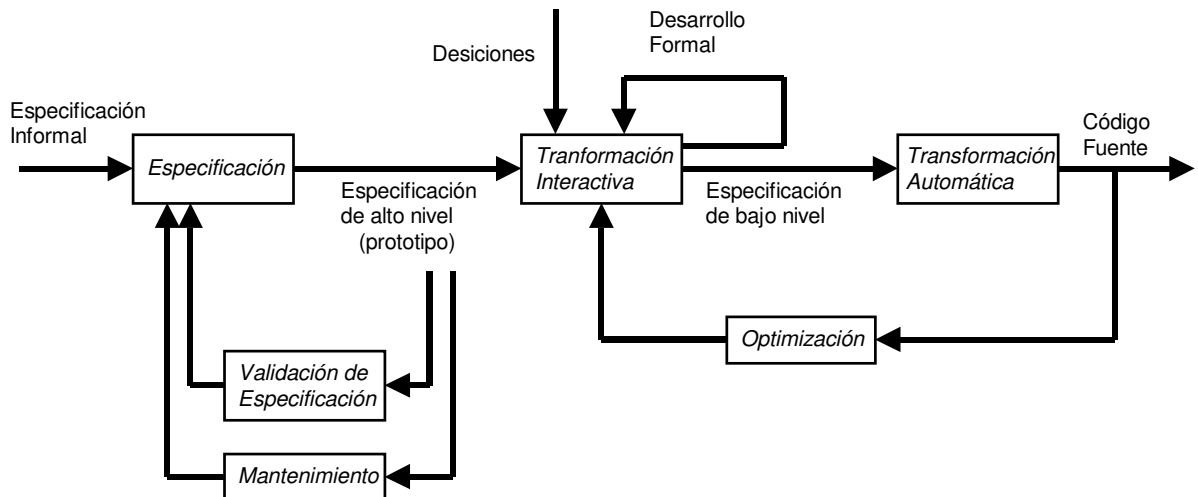 Desarrollo
Formal
Desiciones
Especificación
Informal
Código
Fuente
Especificación
Tranformación
Interactiva
Transformación
Automática
Especificación
de alto nivel
(prototipo)
Especificación
de bajo nivel
Optimización
Validación de
Especificación
Mantenimiento